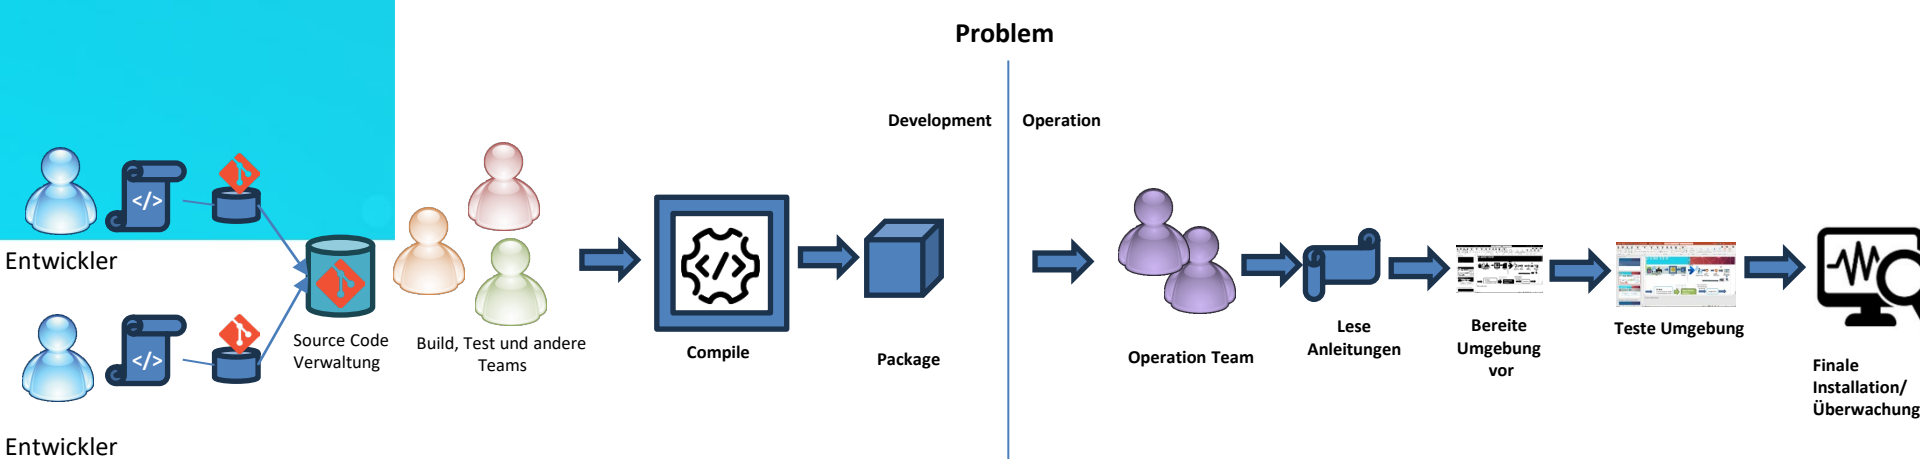 Problem
Development
Operation
</>
Entwickler
</>
Entwickler
Source Code
Verwaltung
Build, Test und andere
Teams
</>
Compile
Package
Operation Team
Lese
Anleitungen
Bereite
Umgebung
vor
Teste Umgebung
Finale
Installation/
Überwachung